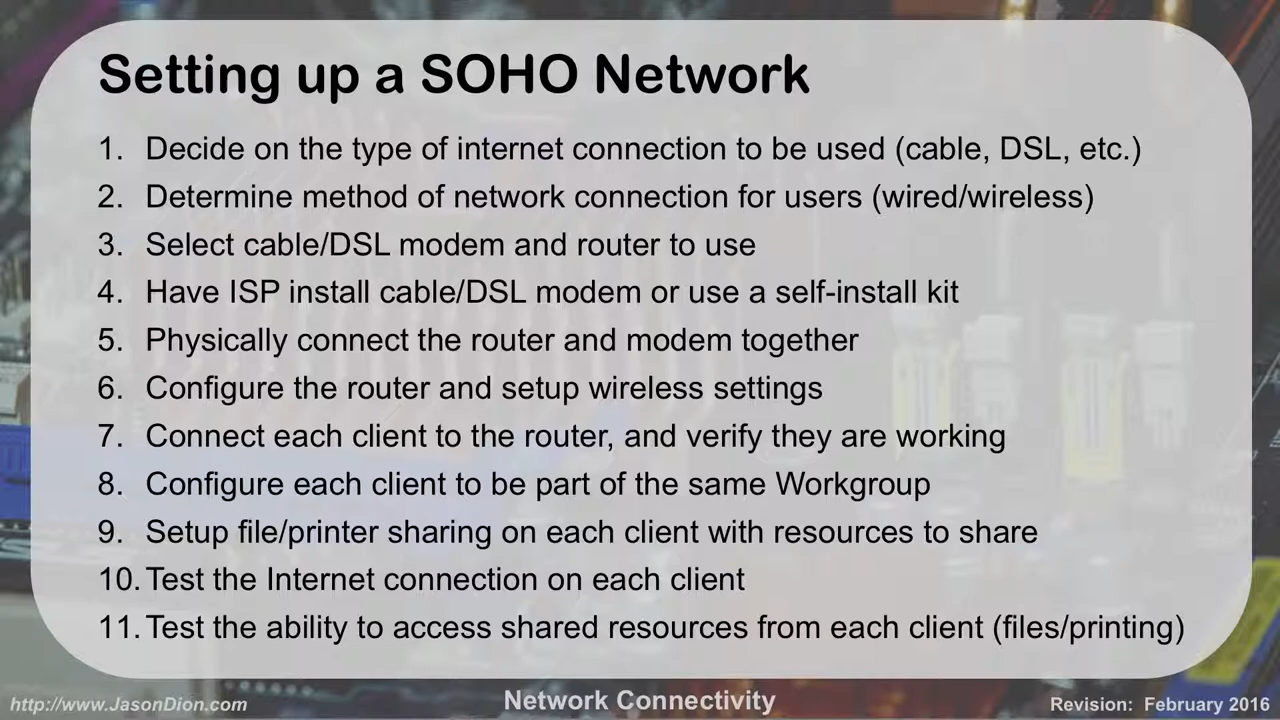 Setting up a SOHO Network
1. Decide on the type of internet connection to be used (cable, DSL, etc.)
2. Determine method of network connection for users (wired/wireless)
3. Select cable/DSL modem and router to use
4. Have ISP install cable/DSL modem or use a self-install kit
5. Physically connect the router and modem together
6. Configure the router and setup wireless settings
7. Connect each client to the router, and verify they are working
8. Configure each client to be part of the same Workgroup
9. Setup file/printer sharing on each client with resources to share
10. Test the Internet connection on each client
11. Test the ability to access shared resources from each client (files/printing)
http://www.JasonDion.com
Network Connectivity
Revision: February 2016